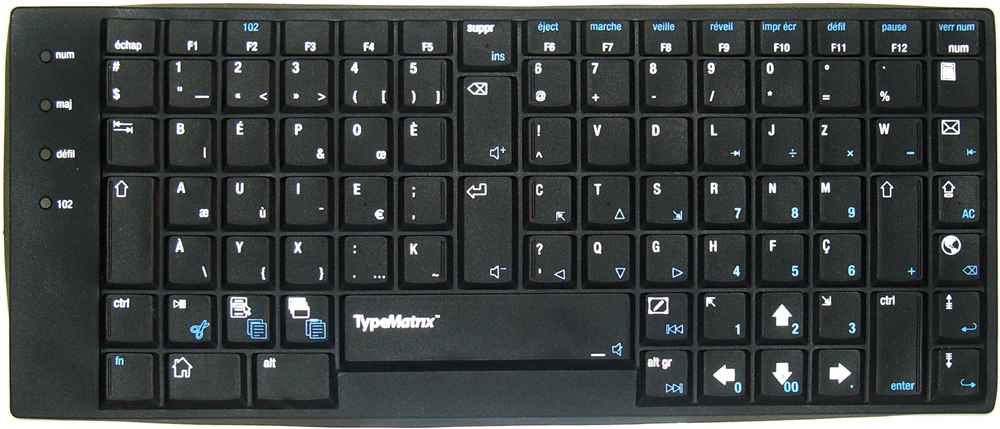 102 suppr éject marche veille réveil impr écr défil pause verr num
échap F1 F2 F3 F4 F5 ins F6 F7 F8 F9 F10 F11 F12 num
num
# 1 2 3 4 5 6 7 8 9 0 ° `
$ " — « < » > ( [ ) ] @ + - / * = %
maj
B É P O È ! V D L J Z W
| & œ ^ ÷ × −
défil
102
A U I E ; C T S R N M
æ ù ¨ € , 7 8 9 AC
À Y X : K ? Q G H F Ç
\ { } . … ~ ' 4 5 6 +
ctrl TypeMatrix™ ctrl
_ 1 2 3
fn alt alt gr
0 00 . enter